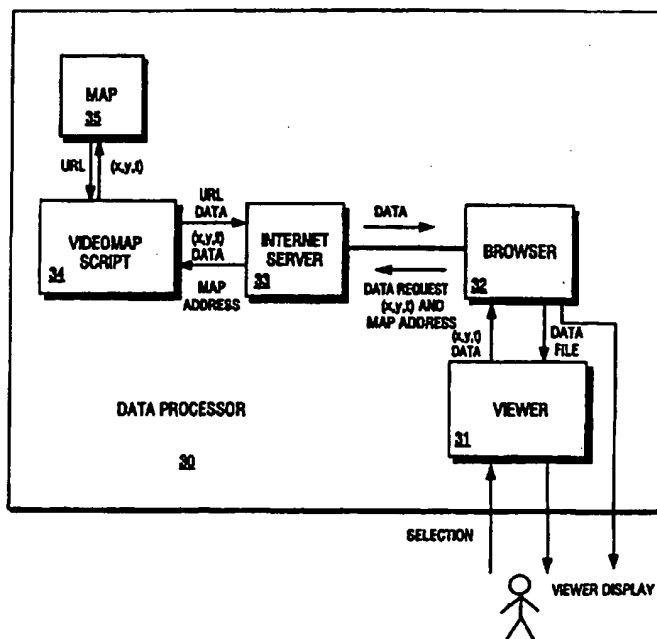 MAP
35
URL
(x,y,t)
VIDEOMAP
SCRIPT
34
URL
DATA
(x,y,t)
DATA
MAP
ADDRESS
INTERNET
SERVER
33
DATA
DATA REQUEST
(x,y,t) AND
MAP ADDRESS
BROWSER
32
(x,y,t)
DATA
DATA
FILE
VIEWER
31
DATA PROCESSOR
30
SELECTION
VIEWER DISPLAY